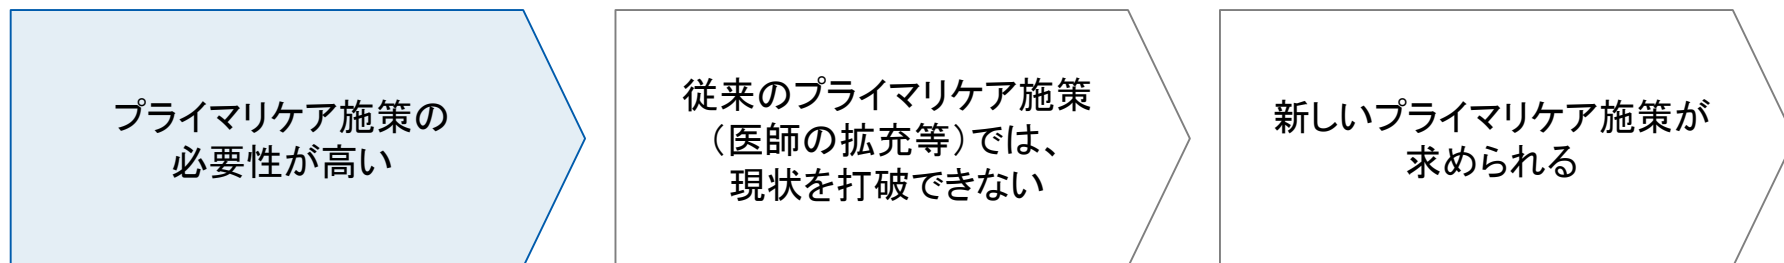 プライマリケア施策の
必要性が高い
従来のプライマリケア施策
（医師の拡充等）では、
現状を打破できない
新しいプライマリケア施策が
求められる